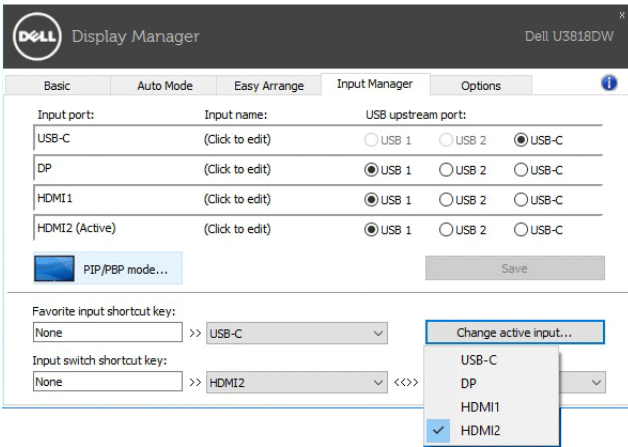 DELL Display Manager Dell U3818DW
x
Basic Auto Mode Easy Arrange Input Manager Options i
Input port: Input name: USB upstream port:
USB-C (Click to edit) USB 1 USB 2 USB-C
DP (Click to edit) USB 1 USB 2 USB-C
HDMI1 (Click to edit) USB 1 USB 2 USB-C
HDMI2 (Active) (Click to edit) USB 1 USB 2 USB-C
PIP/PBP mode... Save
Favorite input shortcut key:
None >> USB-C Change active input...
Input switch shortcut key:
None >> HDMI2 <<>>
USB-C
DP
HDMI1
HDMI2